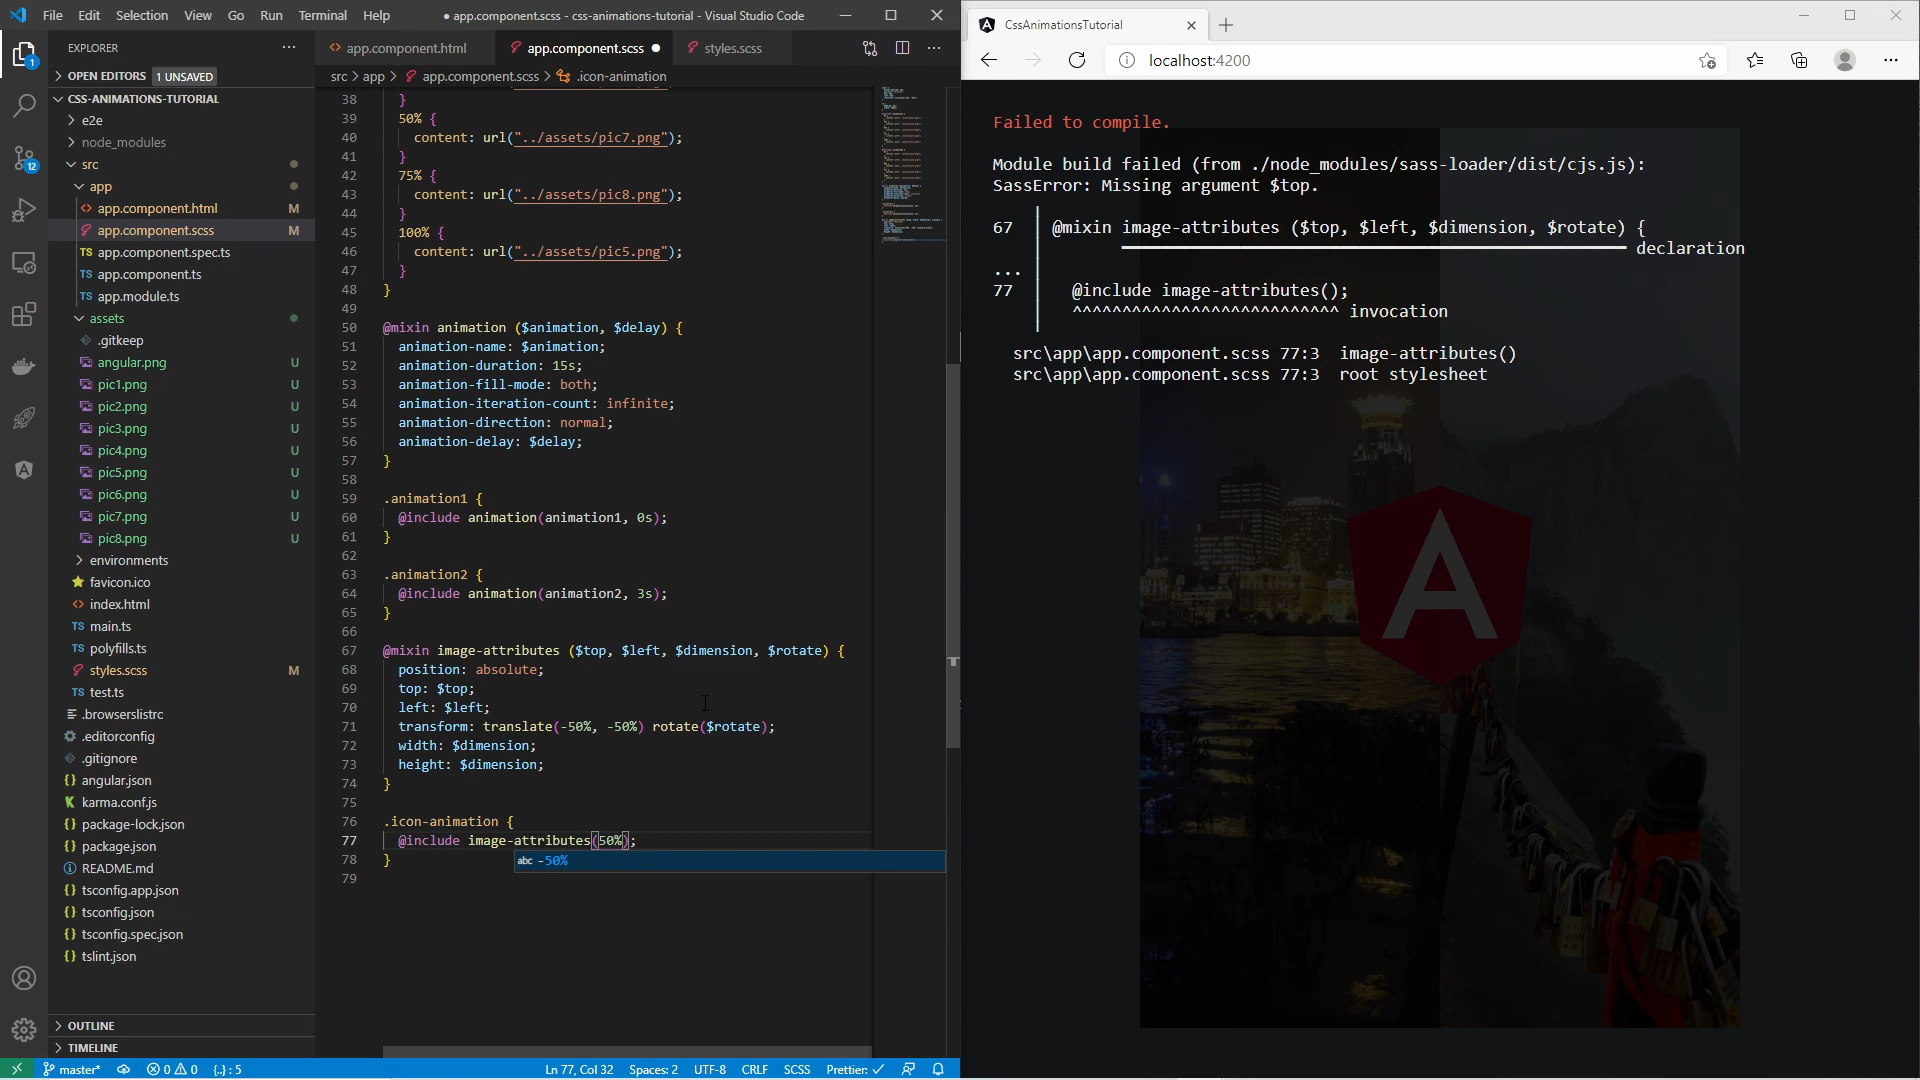 File Edit Selection View Go Run Terminal Help
● app.component.scss - css-animations-tutorial - Visual Studio Code
EXPLORER
OPEN EDITORS 1 UNSAVED
CSS-ANIMATIONS-TUTORIAL
e2e
node_modules
src
app
app.component.html M
app.component.scss M
TS app.component.spec.ts
TS app.component.ts
TS app.module.ts
assets
.gitkeep
angular.png U
pic1.png U
pic2.png U
pic3.png U
pic4.png U
pic5.png U
pic6.png U
pic7.png U
pic8.png U
environments
favicon.ico
index.html
TS main.ts
TS polyfills.ts
styles.scss M
TS test.ts
.browserslistrc
.editorconfig
.gitignore
angular.json
karma.conf.js
package-lock.json
package.json
README.md
tsconfig.app.json
tsconfig.json
tsconfig.spec.json
tslint.json
OUTLINE
TIMELINE
1
12
app.component.html app.component.scss styles.scss
src > app > app.component.scss > .icon-animation
38 }
39 50% {
40 content: url("../assets/pic7.png");
41 }
42 75% {
43 content: url("../assets/pic8.png");
44 }
45 100% {
46 content: url("../assets/pic5.png");
47 }
48 }
49
50 @mixin animation ($animation, $delay) {
51 animation-name: $animation;
52 animation-duration: 15s;
53 animation-fill-mode: both;
54 animation-iteration-count: infinite;
55 animation-direction: normal;
56 animation-delay: $delay;
57 }
58
59 .animation1 {
60 @include animation(animation1, 0s);
61 }
62
63 .animation2 {
64 @include animation(animation2, 3s);
65 }
66
67 @mixin image-attributes ($top, $left, $dimension, $rotate) {
68 position: absolute;
69 top: $top;
70 left: $left;
71 transform: translate(-50%, -50%) rotate($rotate);
72 width: $dimension;
73 height: $dimension;
74 }
75
76 .icon-animation {
77 @include image-attributes(50%);
abc -50%
78 }
79
master* 0 0 {..} : 5 Ln 77, Col 32 Spaces: 2 UTF-8 CRLF SCSS Prettier: ✓
CssAnimationsTutorial
localhost:4200
Failed to compile.
Module build failed (from ./node_modules/sass-loader/dist/cjs.js):
SassError: Missing argument $top.
67 │ @mixin image-attributes ($top, $left, $dimension, $rotate) {
━━━━━━━━━━━━━━━━━━━━━━━━━━━━━━━━━━━━━━━━━━━━━━━━━━━ declaration
...
77 │ @include image-attributes();
^^^^^^^^^^^^^^^^^^^^^^^^^^^ invocation
src\app\app.component.scss 77:3 image-attributes()
src\app\app.component.scss 77:3 root stylesheet
A